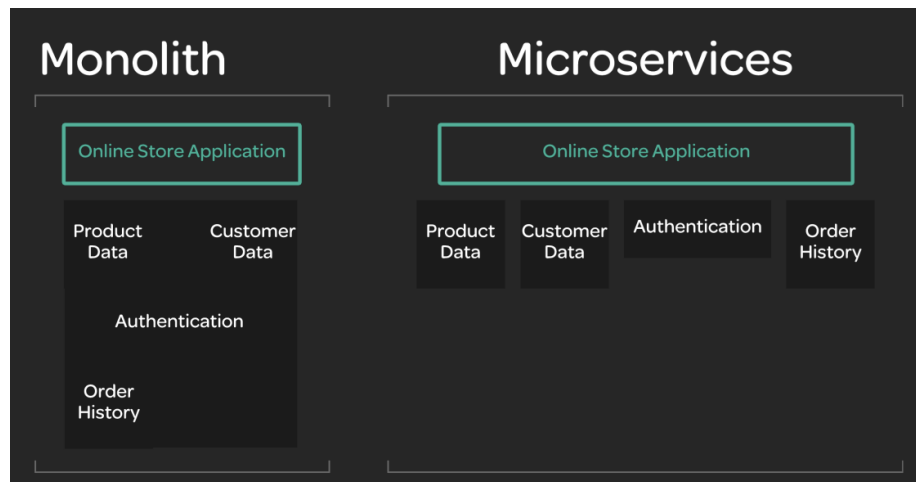 Monolith
Online Store Application
Product Customer
Data Data
Authentication
Order
History
Microservices
Online Store Application
Product Customer Authentication Order
Data Data History